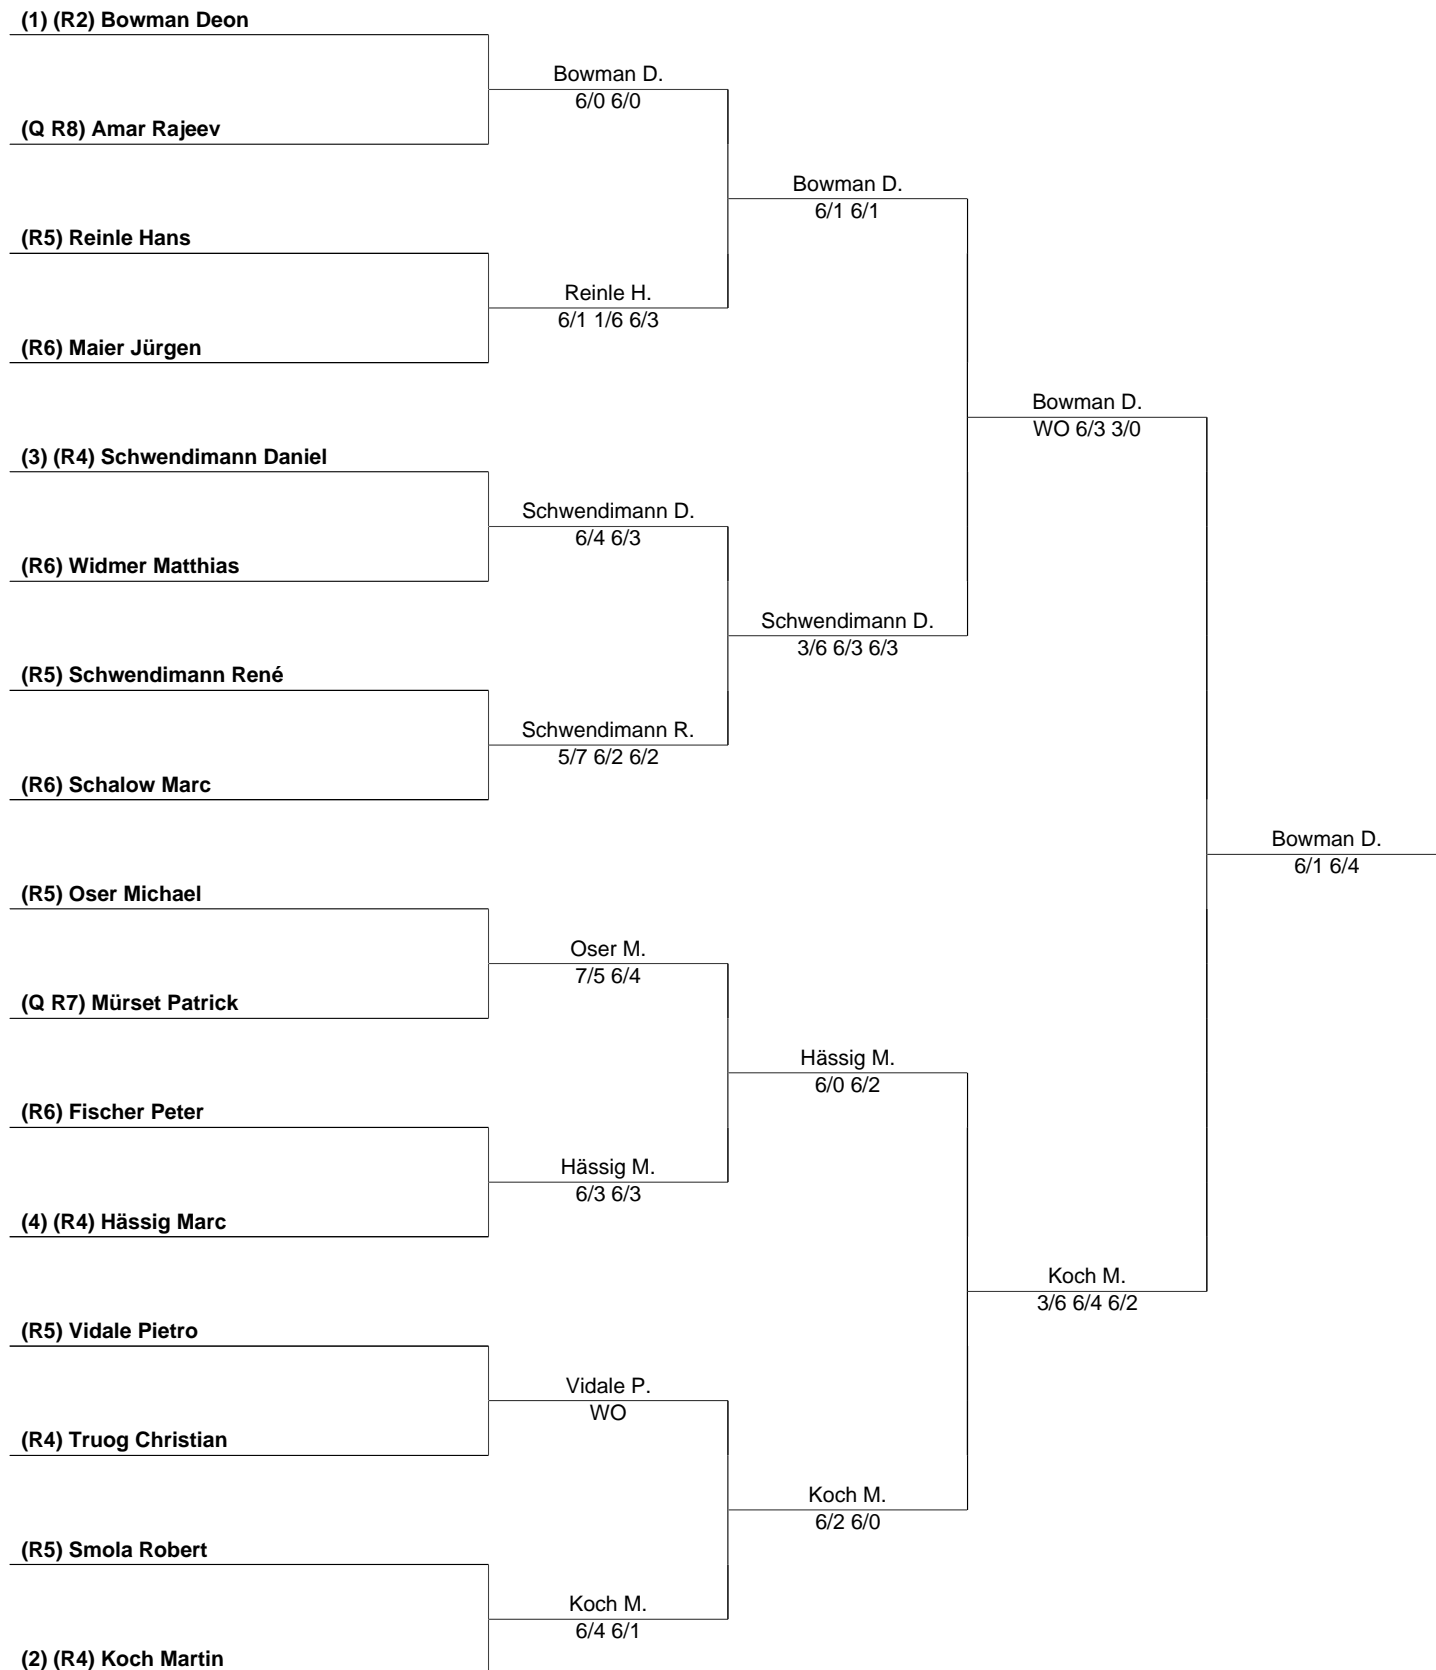 (1) (R2) Bowman Deon
Bowman D.
6/0 6/0
(Q R8) Amar Rajeev
Bowman D.
6/1 6/1
(R5) Reinle Hans
Reinle H.
6/1 1/6 6/3
(R6) Maier Jürgen
Bowman D.
WO 6/3 3/0
(3) (R4) Schwendimann Daniel
Schwendimann D.
6/4 6/3
(R6) Widmer Matthias
Schwendimann D.
3/6 6/3 6/3
(R5) Schwendimann René
Schwendimann R.
5/7 6/2 6/2
(R6) Schalow Marc
Bowman D.
6/1 6/4
(R5) Oser Michael
Oser M.
7/5 6/4
(Q R7) Mürset Patrick
Hässig M.
6/0 6/2
(R6) Fischer Peter
Hässig M.
6/3 6/3
(4) (R4) Hässig Marc
Koch M.
3/6 6/4 6/2
(R5) Vidale Pietro
Vidale P.
WO
(R4) Truog Christian
Koch M.
6/2 6/0
(R5) Smola Robert
Koch M.
6/4 6/1
(2) (R4) Koch Martin